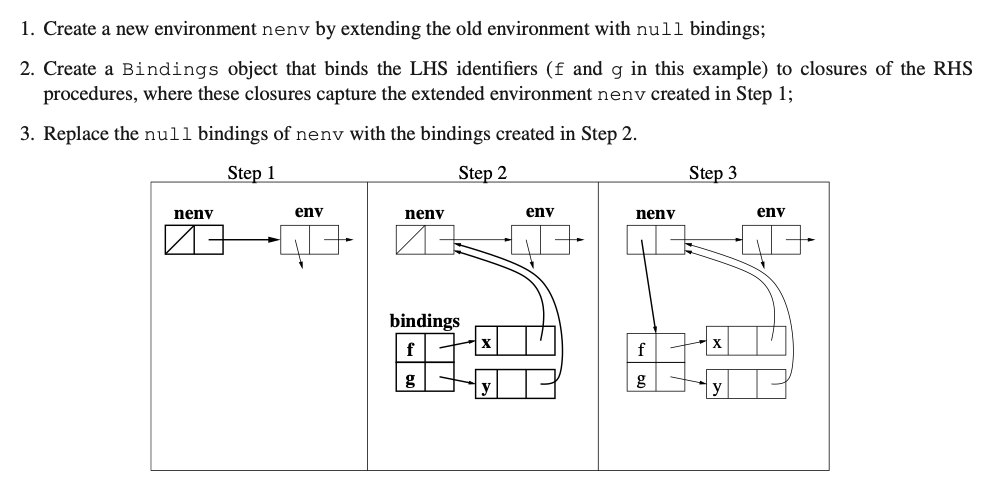 1. Create a new environment nenv by extending the old environment with null bindings;
2. Create a Bindings object that binds the LHS identifiers (f and g in this example) to closures of the RHS
procedures, where these closures capture the extended environment nenv created in Step 1;
3. Replace the null bindings of nenv with the bindings created in Step 2.
Step 1 Step 2 Step 3
nenv env nenv env nenv env
bindings
f x f x
g y g y